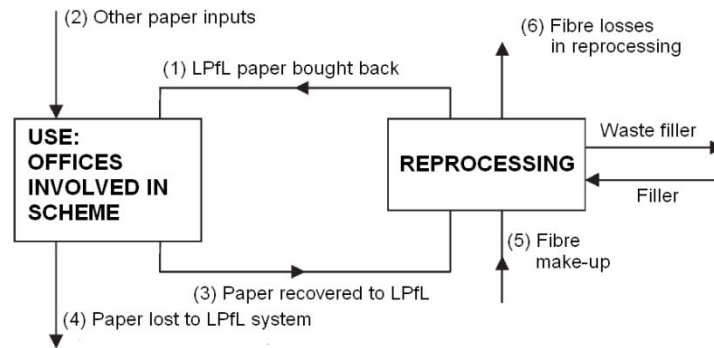 (2) Other paper inputs
(6) Fibre losses
in reprocessing
(1) LPfL paper bought back
USE:
OFFICES
INVOLVED IN
SCHEME
REPROCESSING
Waste filler
Filler
(5) Fibre
make-up
(3) Paper recovered to LPfL
(4) Paper lost to LPfL system